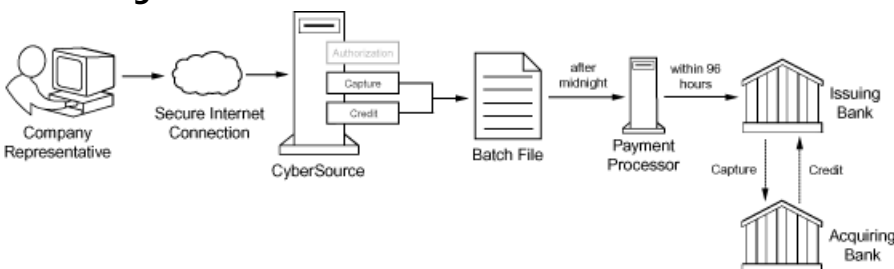 Company
Representative
Secure Internet
Connection
Authorization
Capture
Credit
CyberSource
Batch File
after
midnight
Payment
Processor
within 96
hours
Issuing
Bank
Capture
Credit
Acquiring
Bank